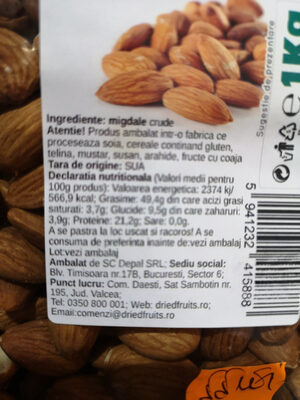 1Kg
Sugestie de prezentare
Ingrediente: migdale crude
Atentie! Produs ambalat intr-o fabrica ce
proceseaza soia, cereale continand gluten,
telina, mustar, susan, arahide, fructe cu coaja
Tara de origine: SUA
Declaratia nutritionala (Valori medii pentru
100g produs): Valoarea energetica: 2374 kj/
566,9 kcal; Grasime: 49,4g din care acizi grasi
saturati: 3,7g; Glucide: 9,5g din care zaharuri:
3,9g; Proteine: 21,2g; Sare: 0,0g.
A se pastra la loc uscat si racoros! A se
consuma de preferinta inainte de:vezi ambalaj
Lot:vezi ambalaj
Ambalat de SC Depal SRL; Sediu social:
Blv. Timisoara nr.17B, Bucuresti, Sector 6;
Punct lucru: Com. Daesti, Sat Sambotin nr.
195, Jud. Valcea;
Tel: 0350 800 001; Web: driedfruits.ro;
Email:comenzi@driedfruits.ro
5 941232 415888